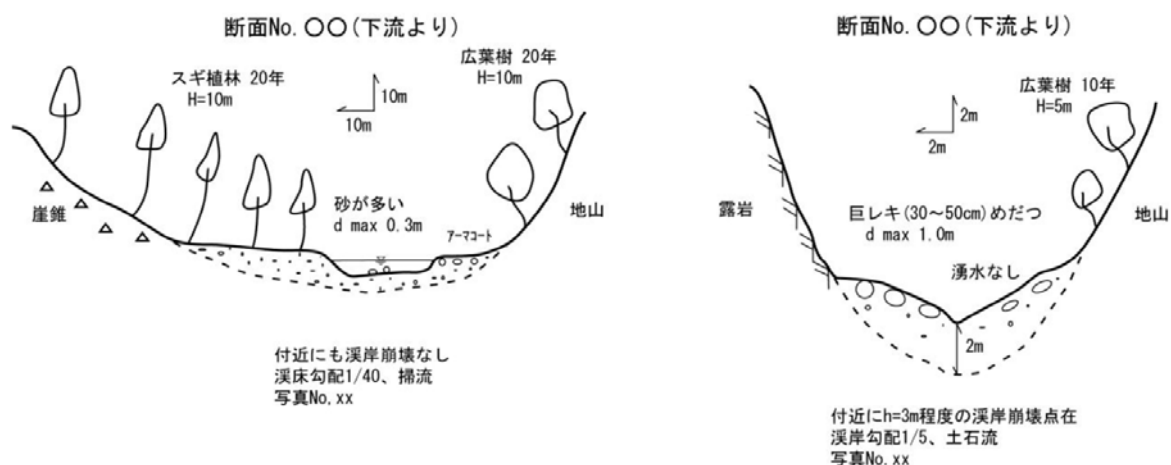 断面No.〇〇(下流より)
スギ植林 20年
H=10m
10m
10m
広葉樹 20年
H=10m
崖錐
砂が多い
d max 0.3m
アーマコート
地山
付近にも渓岸崩壊なし
渓床勾配1/40、掃流
写真No.xx
断面No.〇〇(下流より)
2m
2m
広葉樹 10年
H=5m
露岩
巨レキ(30～50cm)めだつ
d max 1.0m
地山
湧水なし
2m
付近にh=3m程度の渓岸崩壊点在
渓岸勾配1/5、土石流
写真No.xx